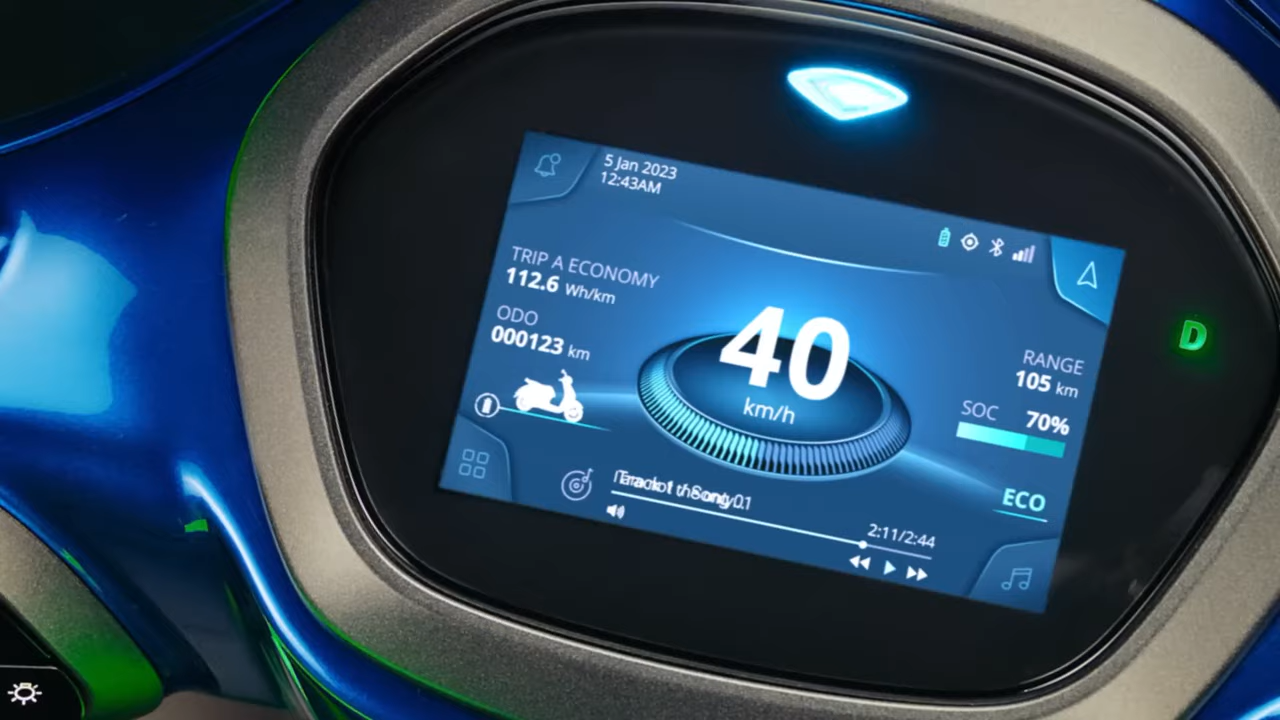 5 Jan 2023
12:43AM
TRIP A ECONOMY
112.6 Wh/km
ODO
000123 km
40
km/h
RANGE
105 km
SOC 70%
ECO
2:11/2:44
D